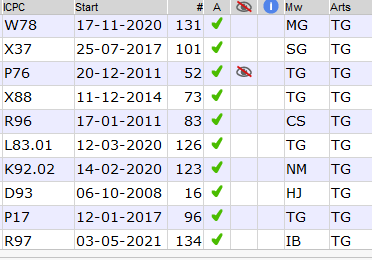 ICPC Start # A i Mw Arts
W78 17-11-2020 131 MG TG
X37 25-07-2017 101 SG TG
P76 20-12-2011 52 TG TG
X88 11-12-2014 73 TG TG
R96 17-01-2011 83 CS TG
L83.01 12-03-2020 126 TG TG
K92.02 14-02-2020 123 NM TG
D93 06-10-2008 16 HJ TG
P17 12-01-2017 96 TG TG
R97 03-05-2021 134 IB TG